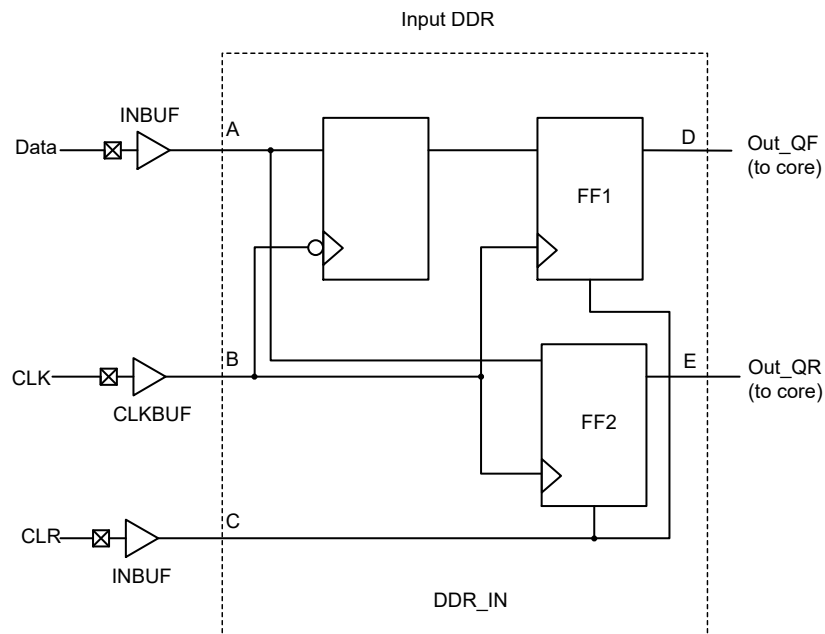 Input DDR
INBUF
A
Data
D
Out_QF
(to core)
FF1
B
CLK
CLKBUF
E
Out_QR
(to core)
FF2
C
CLR
INBUF
DDR_IN